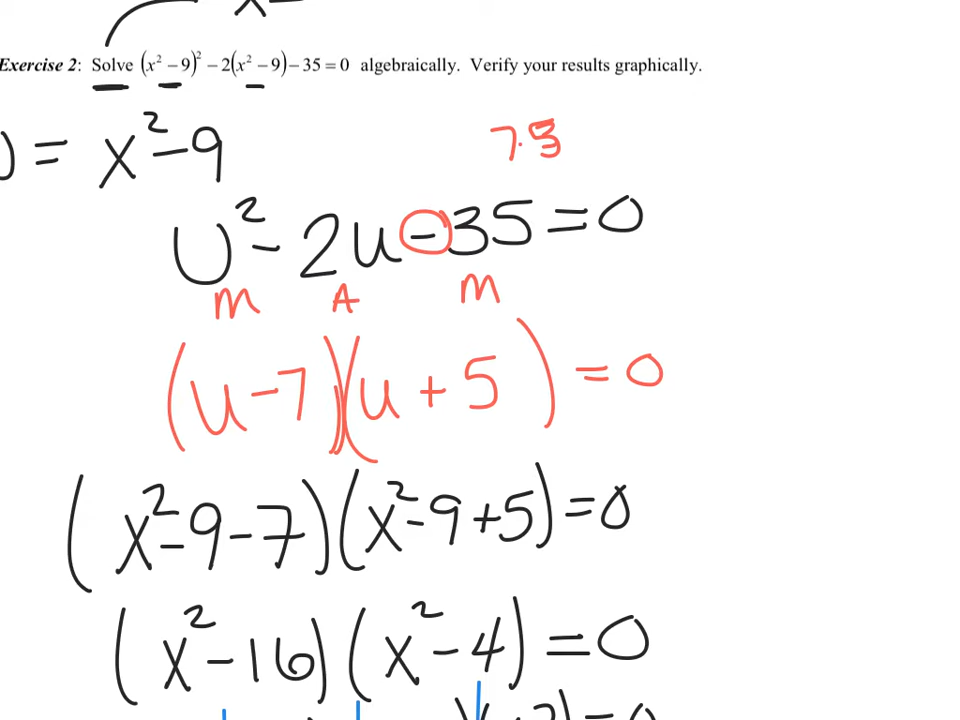 Exercise 2: Solve (x² – 9)² – 2(x² – 9) – 35 = 0 algebraically. Verify your results graphically.
= x² – 9
7·5
u² – 2u – 35 = 0
M A M
(u – 7)(u + 5) = 0
(x² – 9 – 7)(x² – 9 + 5) = 0
(x² – 16)(x² – 4) = 0